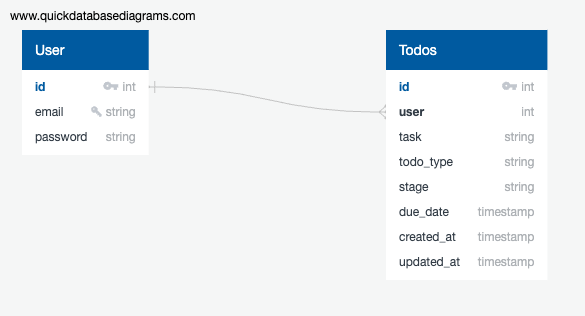 www.quickdatabasediagrams.com
User
id int
email string
password string
Todos
id int
user int
task string
todo_type string
stage string
due_date timestamp
created_at timestamp
updated_at timestamp